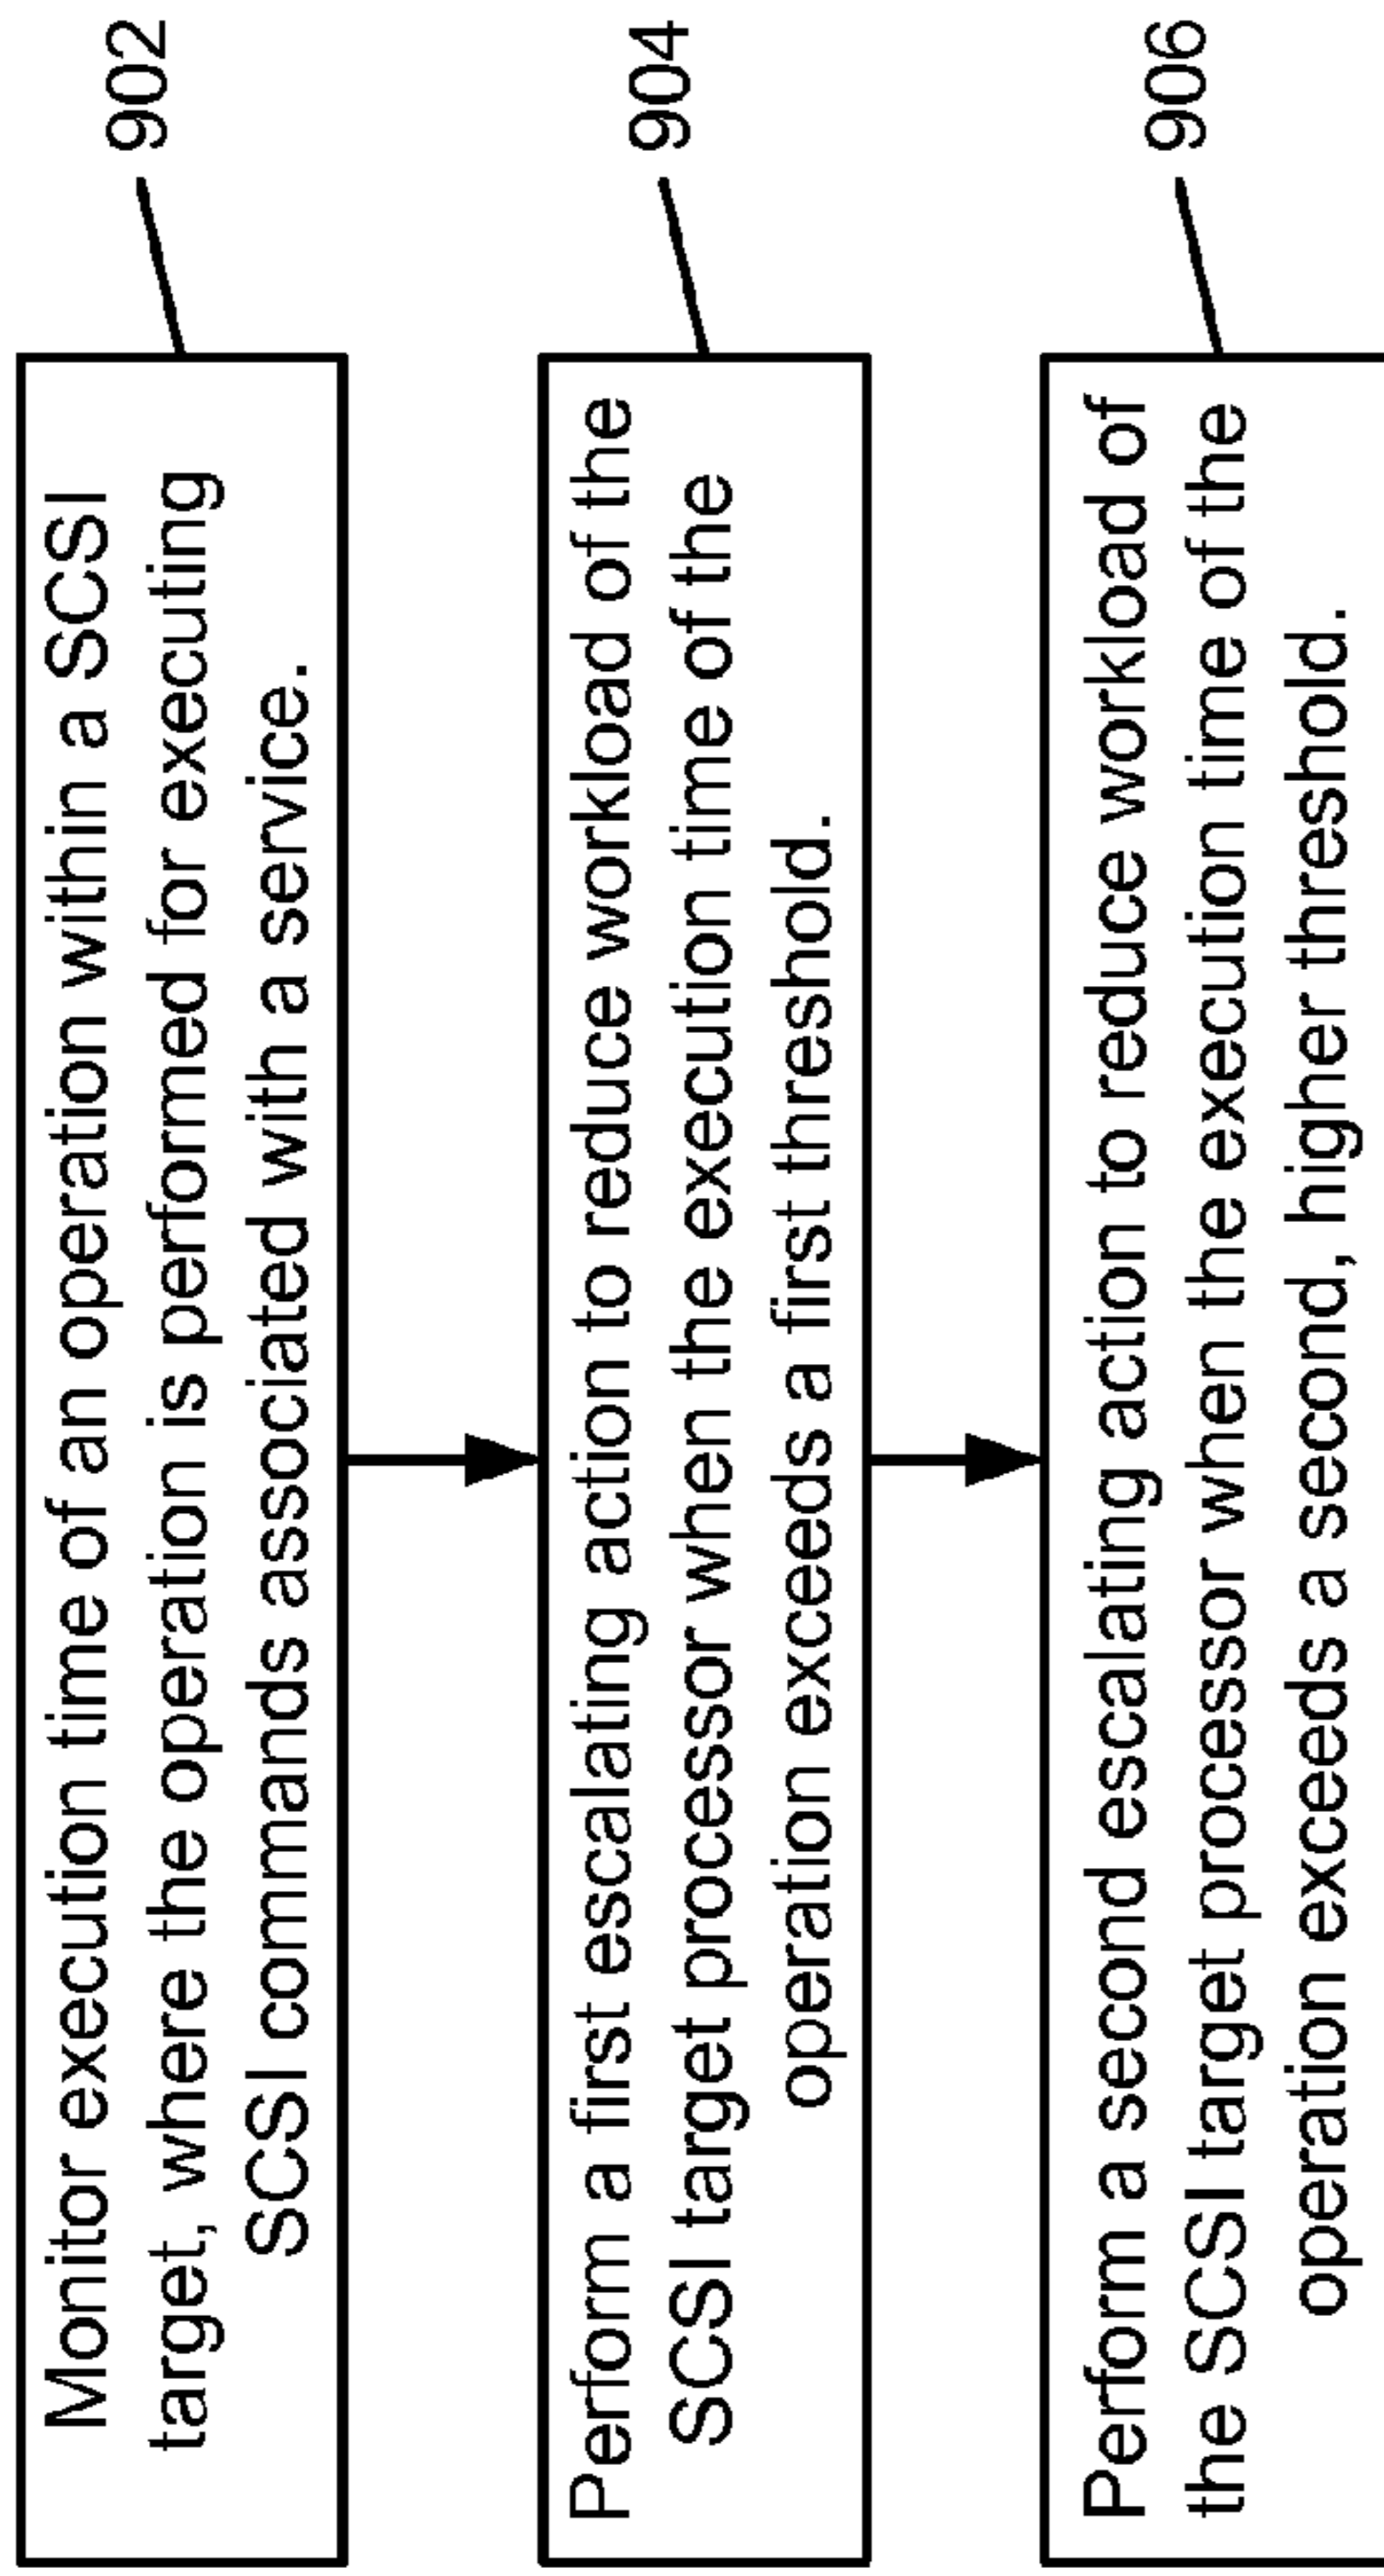 Monitor execution time of an operation within a SCSI
target, where the operation is performed for executing
SCSI commands associated with a service.
902
Perform a first escalating action to reduce workload of the
SCSI target processor when the execution time of the
operation exceeds a first threshold.
904
Perform a second escalating action to reduce workload of
the SCSI target processor when the execution time of the
operation exceeds a second, higher threshold.
906